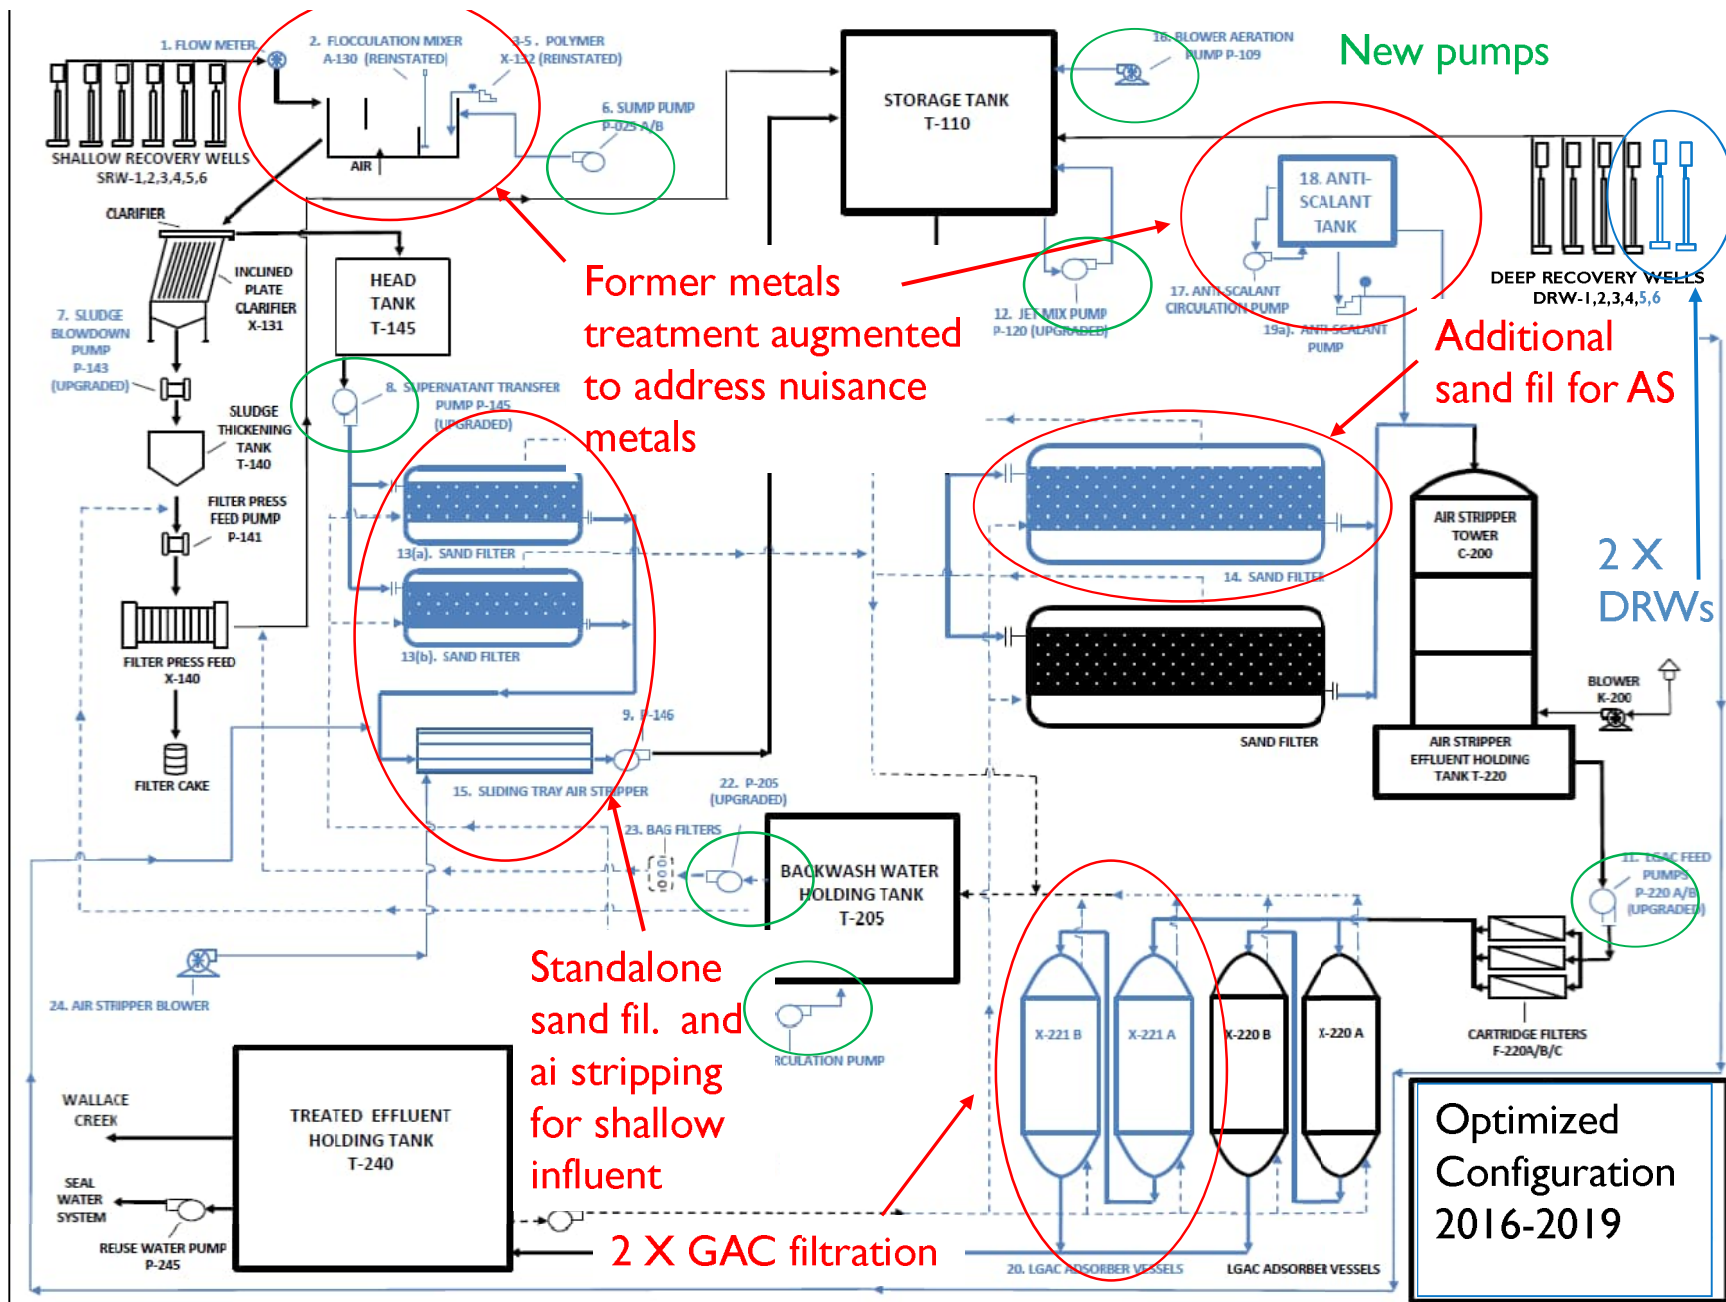 1. FLOW METER
2. FLOCCULATION MIXER
A-130 (REINSTATED)
3-5 . POLYMER
X-132 (REINSTATED)
6. SUMP PUMP
P-025 A/B
SHALLOW RECOVERY WELLS
SRW-1,2,3,4,5,6
AIR
STORAGE TANK
T-110
16. BLOWER AERATION
PUMP P-109
New pumps
18. ANTI-
SCALANT
TANK
17. ANTI-SCALANT
CIRCULATION PUMP
19a). ANTI-SCALANT
PUMP
12. JET MIX PUMP
P-120 (UPGRADED)
DEEP RECOVERY WELLS
DRW-1,2,3,4,5,6
CLARIFIER
INCLINED
PLATE
CLARIFIER
X-131
HEAD
TANK
T-145
7. SLUDGE
BLOWDOWN
PUMP
P-143
(UPGRADED)
8. SUPERNATANT TRANSFER
PUMP P-145
(UPGRADED)
Former metals
treatment augmented
to address nuisance
metals
Additional
sand fil for AS
SLUDGE
THICKENING
TANK
T-140
FILTER PRESS
FEED PUMP
P-141
13(a). SAND FILTER
13(b). SAND FILTER
14. SAND FILTER
SAND FILTER
AIR STRIPPER
TOWER
C-200
2 X
DRWs
FILTER PRESS FEED
X-140
FILTER CAKE
9. P-146
15. SLIDING TRAY AIR STRIPPER
BLOWER
K-200
AIR STRIPPER
EFFLUENT HOLDING
TANK T-220
22. P-205
(UPGRADED)
23. BAG FILTERS
BACKWASH WATER
HOLDING TANK
T-205
11. LGAC FEED
PUMPS
P-220 A/B
(UPGRADED)
24. AIR STRIPPER BLOWER
Standalone
sand fil. and
ai stripping
for shallow
influent
RCULATION PUMP
X-221 B
X-221 A
X-220 B
X-220 A
CARTRIDGE FILTERS
F-220A/B/C
WALLACE
CREEK
TREATED EFFLUENT
HOLDING TANK
T-240
SEAL
WATER
SYSTEM
REUSE WATER PUMP
P-245
2 X GAC filtration
20. LGAC ADSORBER VESSELS
LGAC ADSORBER VESSELS
Optimized
Configuration
2016-2019